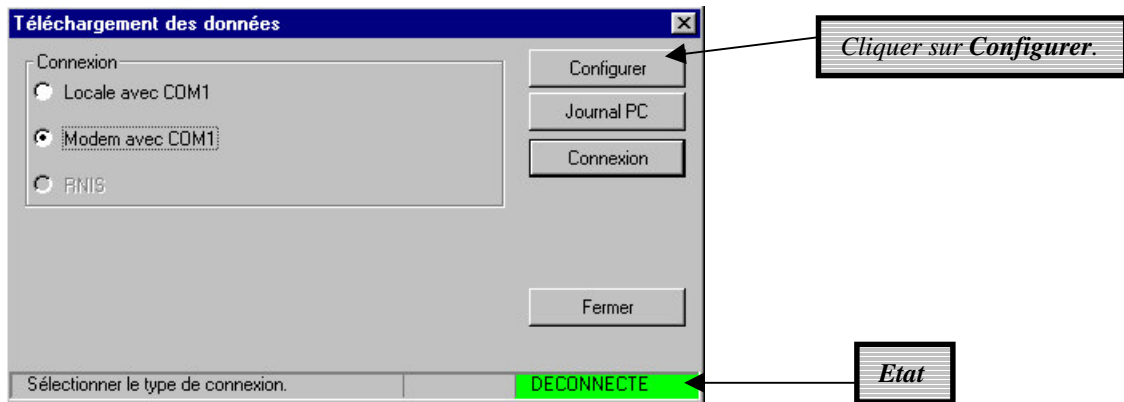 Téléchargement des données
Cliquer sur Configurer.
Connexion
Locale avec COM1
Modem avec COM1
RNIS
Configurer
Journal PC
Connexion
Fermer
Sélectionner le type de connexion.
DECONNECTE
Etat